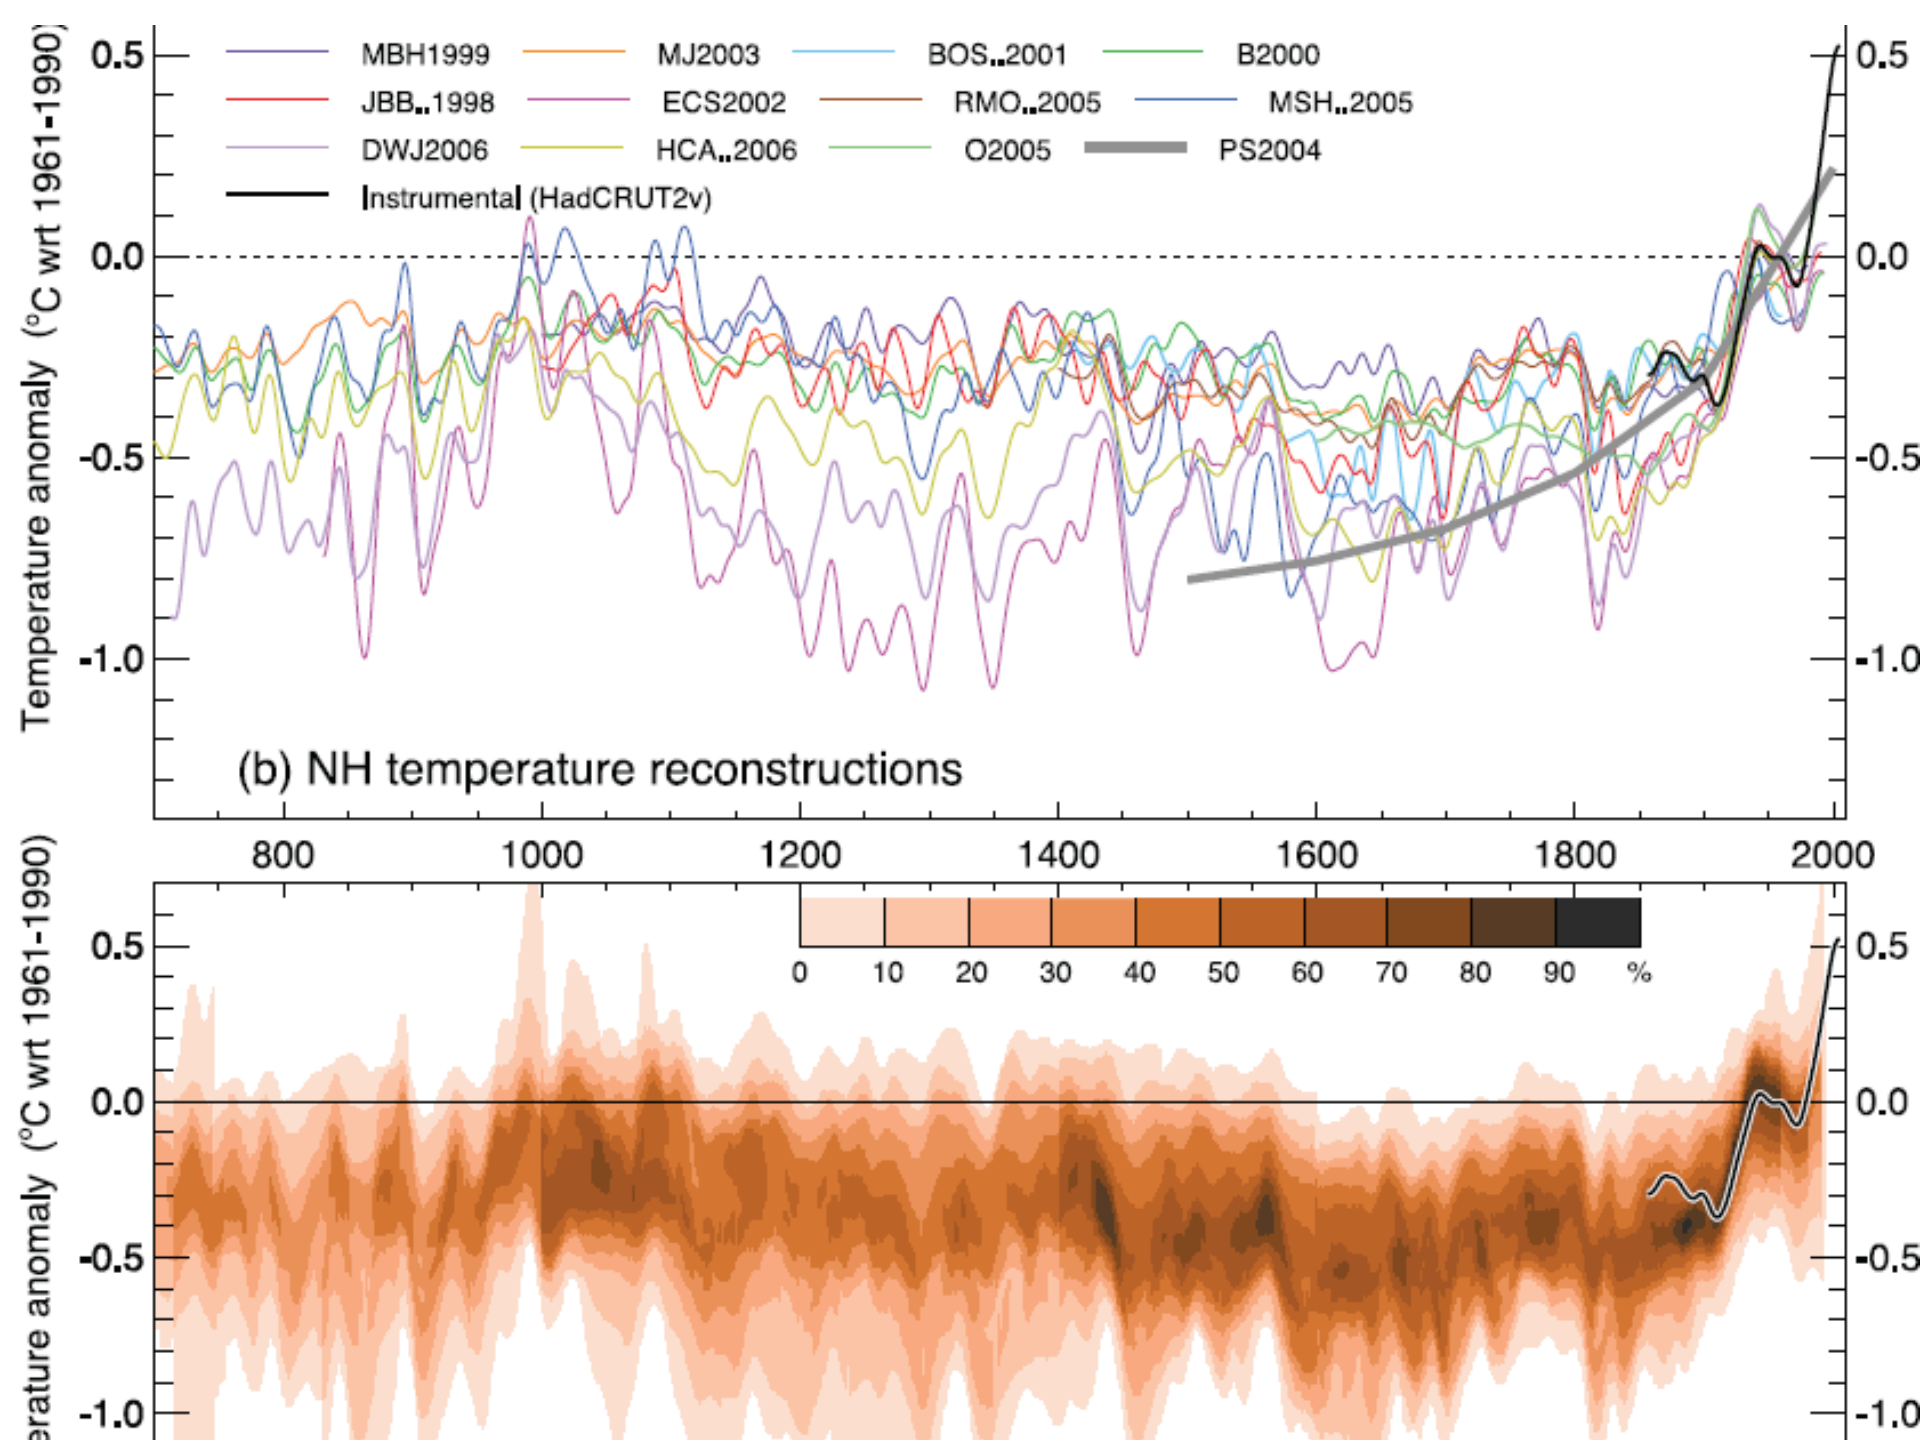 Temperature anomaly (°C wrt 1961-1990)
0.5
0.0
-0.5
-1.0
MBH1999 MJ2003 BOS..2001 B2000
JBB..1998 ECS2002 RMO..2005 MSH..2005
DWJ2006 HCA..2006 O2005 PS2004
Instrumental (HadCRUT2v)
0.5
0.0
-0.5
-1.0
(b) NH temperature reconstructions
800 1000 1200 1400 1600 1800 2000
erature anomaly (°C wrt 1961-1990)
0.5
0.0
-0.5
-1.0
0 10 20 30 40 50 60 70 80 90 %
0.5
0.0
-0.5
-1.0